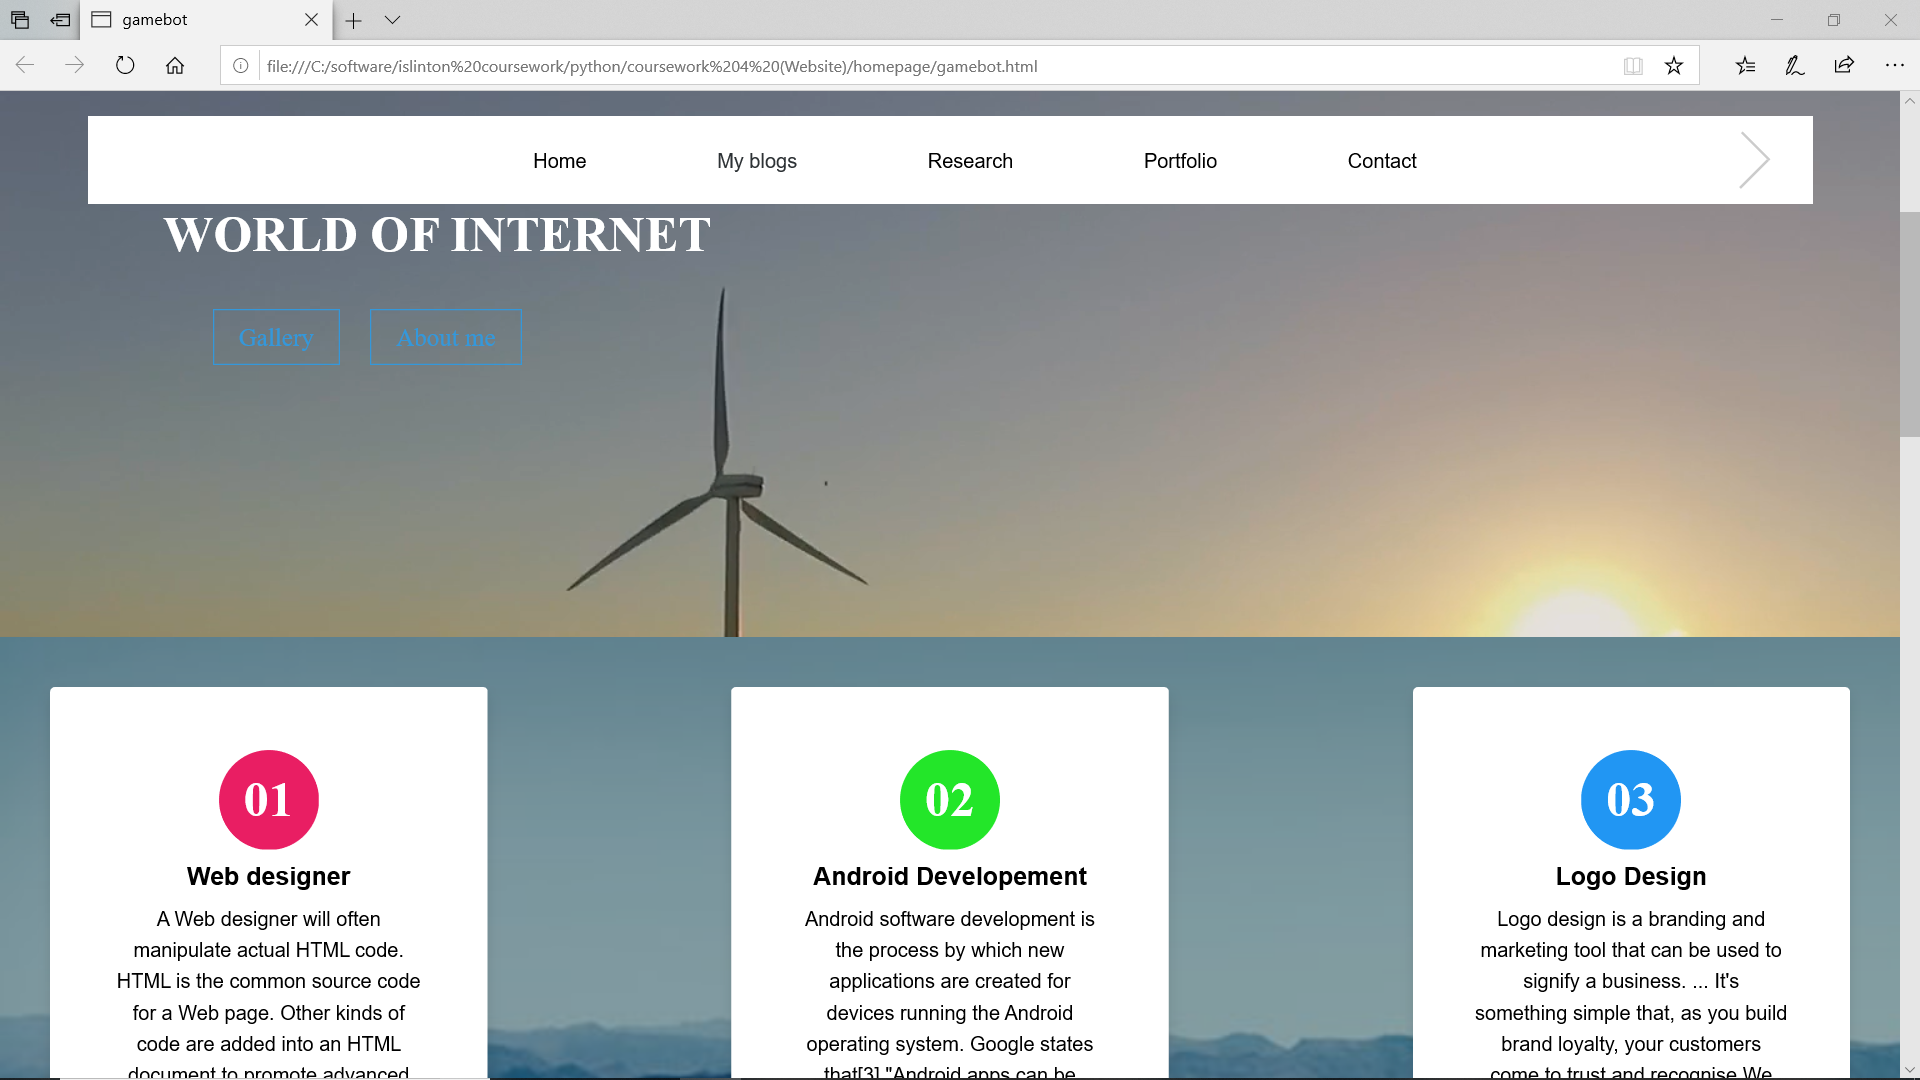 gamebot
file:///C:/software/islinton%20coursework/python/coursework%204%20(Website)/homepage/gamebot.html
Home My blogs Research Portfolio Contact
WORLD OF INTERNET
Gallery About me
01
Web designer
A Web designer will often
manipulate actual HTML code.
HTML is the common source code
for a Web page. Other kinds of
code are added into an HTML
document to promote advanced
02
Android Developement
Android software development is
the process by which new
applications are created for
devices running the Android
operating system. Google states
that[3] "Android apps can be
03
Logo Design
Logo design is a branding and
marketing tool that can be used to
signify a business. ... It's
something simple that, as you build
brand loyalty, your customers
come to trust and recognise We